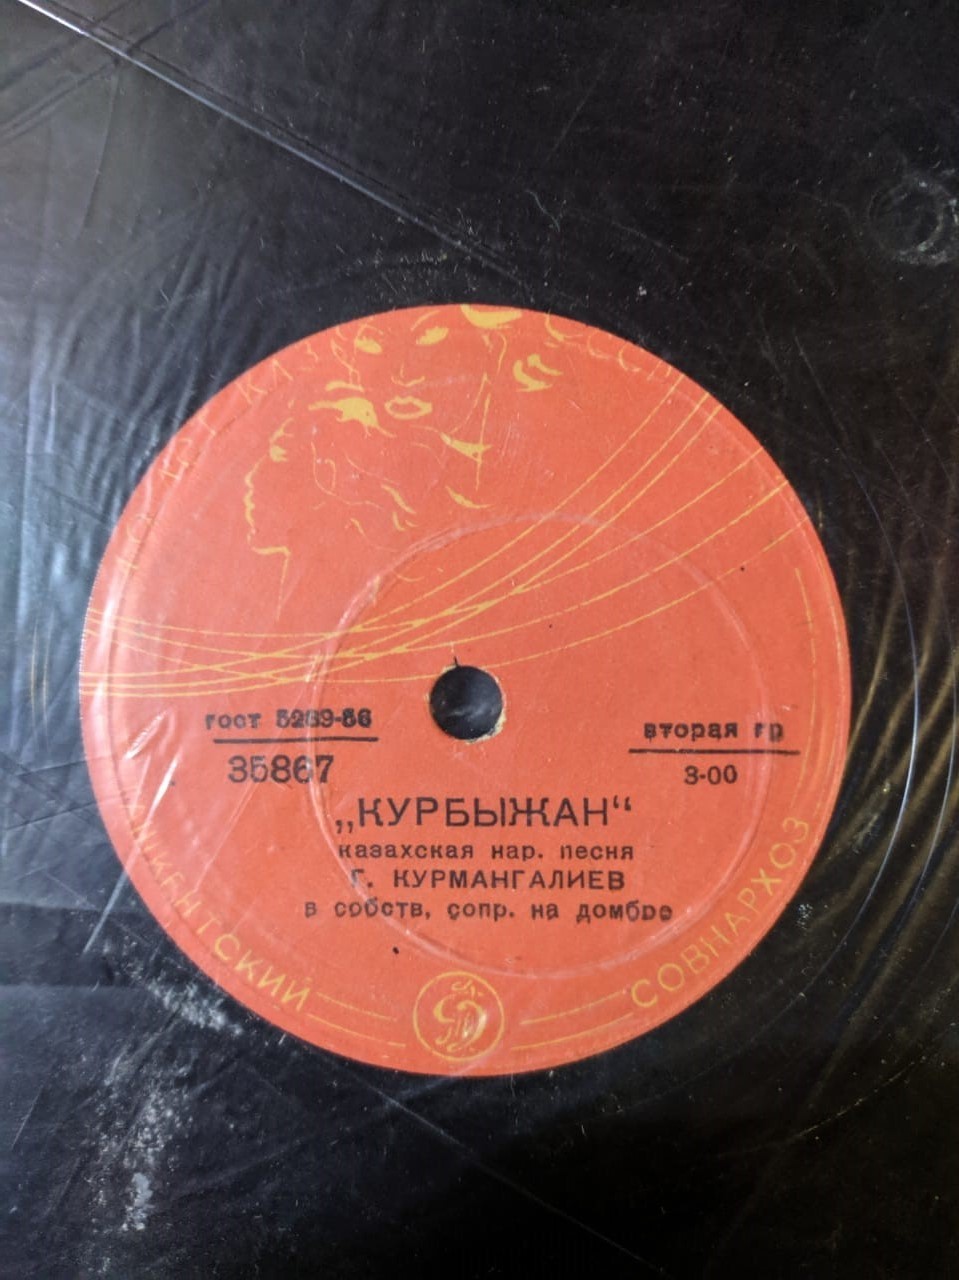 гост 5289-56
вторая гр
35867
3-00
„КУРБЫЖАН“
казахская нар. песня
Г. КУРМАНГАЛИЕВ
в собств. сопр. на домбре
СОВНАРХОЗ